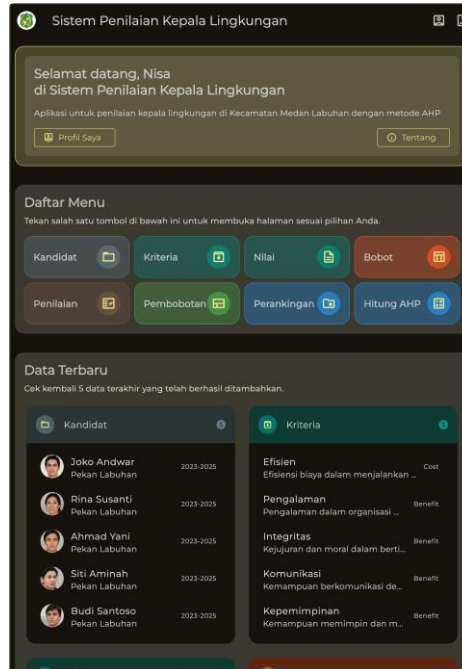 Sistem Penilaian Kepala Lingkungan
Selamat datang, Nisa
di Sistem Penilaian Kepala Lingkungan
Aplikasi untuk penilaian kepala lingkungan di Kecamatan Medan Labuhan dengan metode AHP
Profil Saya
Tentang
Daftar Menu
Tekan salah satu tombol di bawah ini untuk membuka halaman sesuai pilihan Anda.
Kandidat
Kriteria
Nilai
Bobot
Penilaian
Pembobotan
Perankingan
Hitung AHP
Data Terbaru
Cek kembali 5 data terakhir yang telah berhasil ditambahkan.
Kandidat
Joko Andwar
Pekan Labuhan
2023-2025
Rina Susanti
Pekan Labuhan
2023-2025
Ahmad Yani
Pekan Labuhan
2023-2025
Siti Aminah
Pekan Labuhan
2023-2025
Budi Santoso
Pekan Labuhan
2023-2025
Kriteria
Efisien
Efisiensi biaya dalam menjalankan ...
Cost
Pengalaman
Pengalaman dalam organisasi ...
Benefit
Integritas
Kejujuran dan moral dalam berti...
Benefit
Komunikasi
Kemampuan berkomunikasi de...
Benefit
Kepemimpinan
Kemampuan memimpin dan m...
Benefit